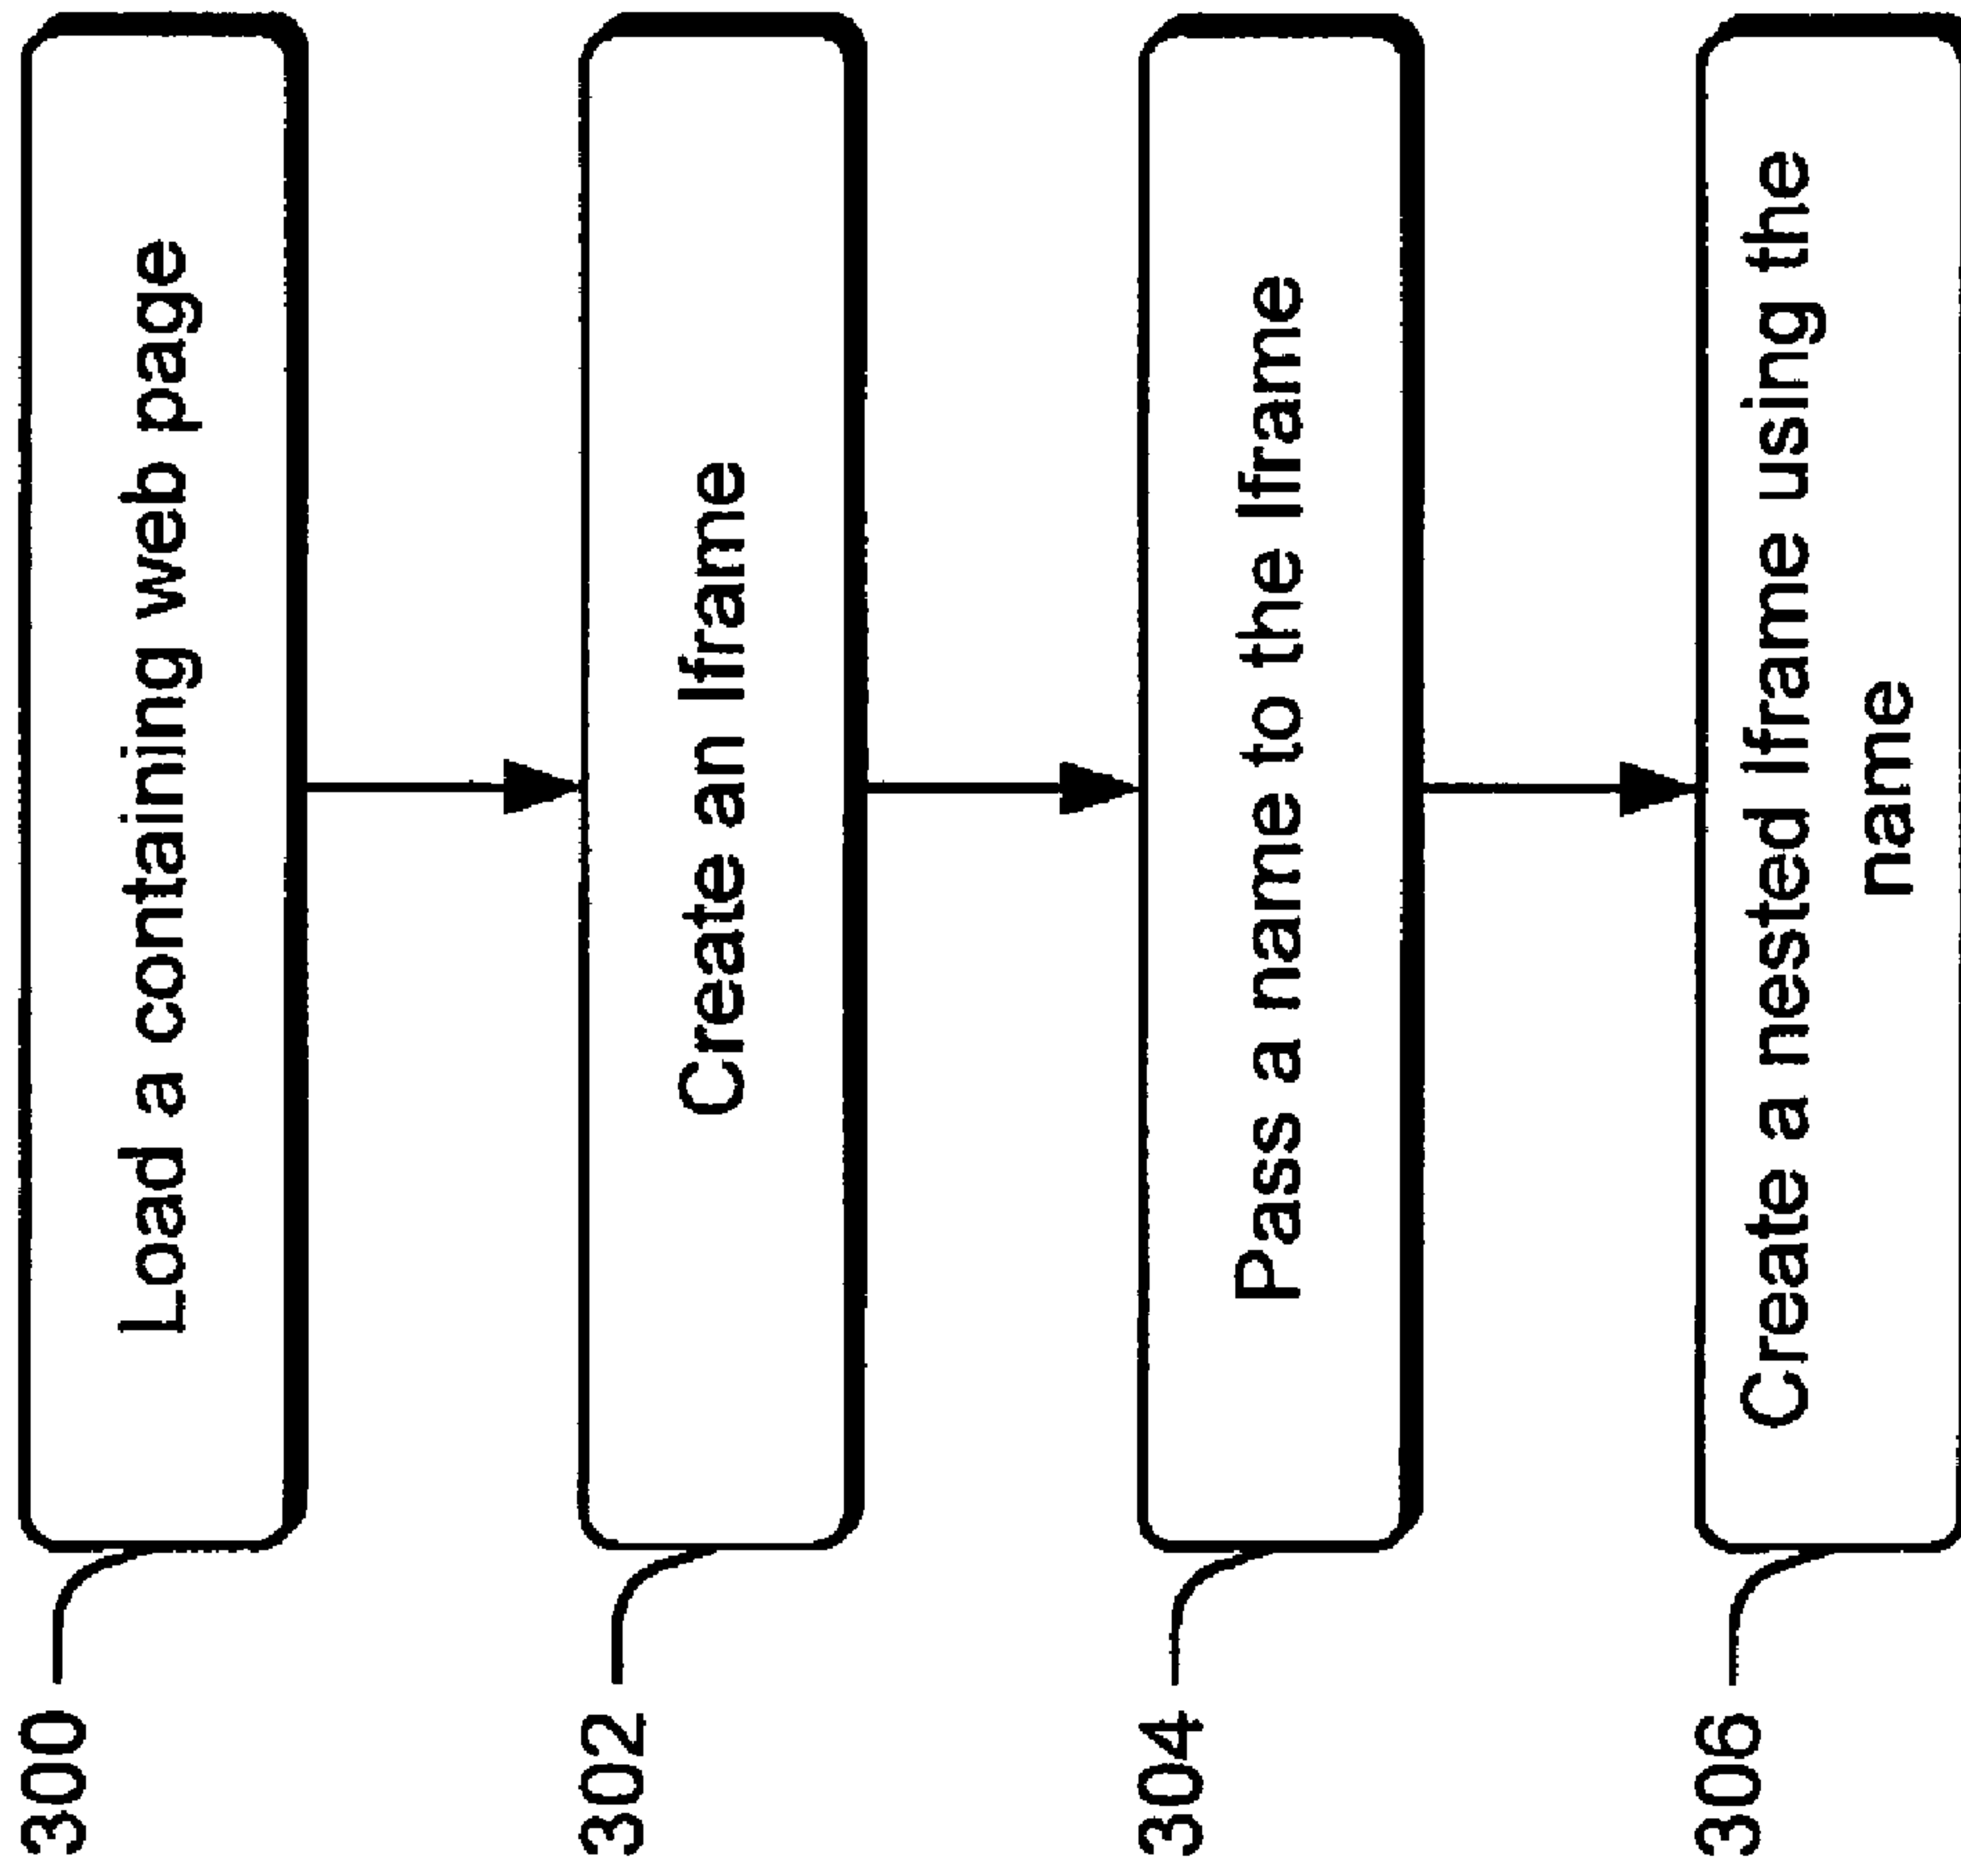 300
Load a containing web page
302
Create an Iframe
304
Pass a name to the Iframe
306
Create a nested Iframe using the
name